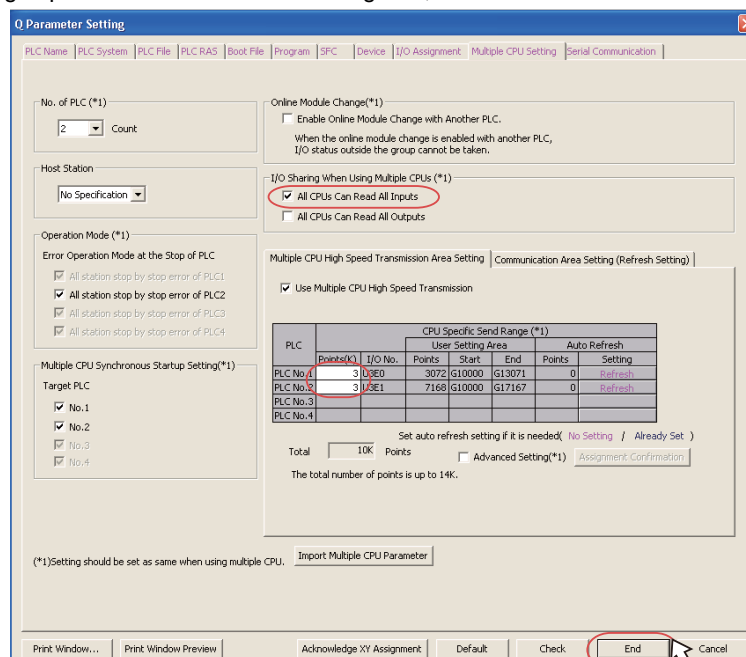 Q Parameter Setting
PLC Name PLC System PLC File PLC RAS Boot File Program SFC Device I/O Assignment Multiple CPU Setting Serial Communication
No. of PLC (*1)
2 Count
Host Station
No Specification
Operation Mode (*1)
Error Operation Mode at the Stop of PLC
All station stop by stop error of PLC1
All station stop by stop error of PLC2
All station stop by stop error of PLC3
All station stop by stop error of PLC4
Multiple CPU Synchronous Startup Setting(*1)
Target PLC
No.1
No.2
No.3
No.4
Online Module Change(*1)
Enable Online Module Change with Another PLC.
When the online module change is enabled with another PLC,
I/O status outside the group cannot be taken.
I/O Sharing When Using Multiple CPUs (*1)
All CPUs Can Read All Inputs
All CPUs Can Read All Outputs
Multiple CPU High Speed Transmission Area Setting Communication Area Setting (Refresh Setting)
Use Multiple CPU High Speed Transmission
CPU Specific Send Range (*1)
PLC User Setting Area Auto Refresh
Points(K) I/O No. Points Start End Points Setting
PLC No.1 3 U3E0 3072 G10000 G13071 0 Refresh
PLC No.2 3 U3E1 7168 G10000 G17167 0 Refresh
PLC No.3
PLC No.4
Set auto refresh setting if it is needed( No Setting / Already Set )
Total 10K Points Advanced Setting(*1) Assignment Confirmation
The total number of points is up to 14K.
(*1)Setting should be set as same when using multiple CPU. Import Multiple CPU Parameter
Print Window... Print Window Preview Acknowledge XY Assignment Default Check End Cancel